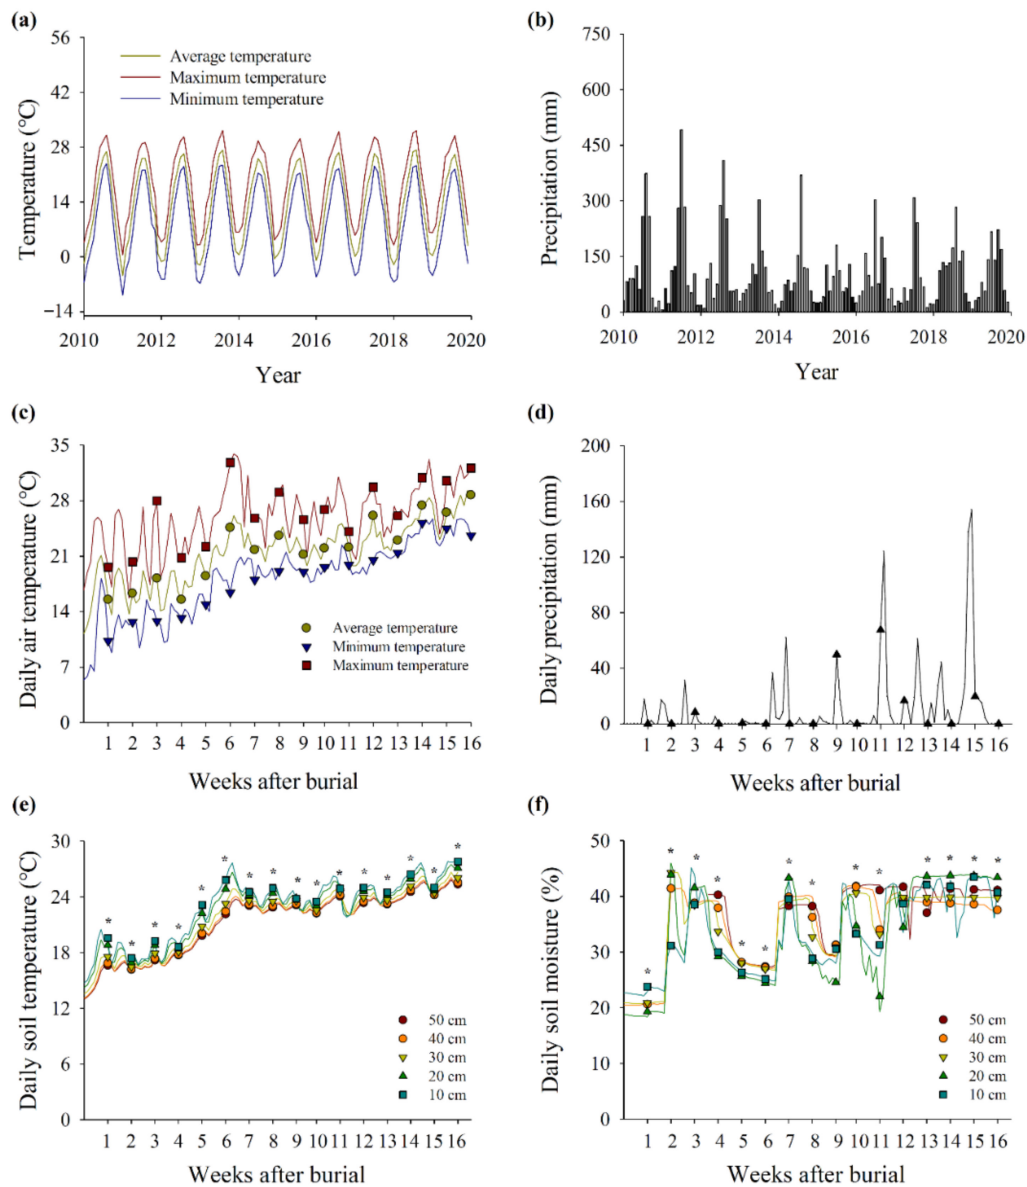 (a)
56
42
28
14
0
−14
Temperature (°C)
Average temperature
Maximum temperature
Minimum temperature
2010 2012 2014 2016 2018 2020
Year
(b)
750
600
450
300
150
0
Precipitation (mm)
2010 2012 2014 2016 2018 2020
Year
(c)
35
28
21
14
7
0
Daily air temperature (°C)
Average temperature
Minimum temperature
Maximum temperature
1 2 3 4 5 6 7 8 9 10 11 12 13 14 15 16
Weeks after burial
(d)
200
160
120
80
40
0
Daily precipitation (mm)
1 2 3 4 5 6 7 8 9 10 11 12 13 14 15 16
Weeks after burial
(e)
30
24
18
12
6
0
Daily soil temperature (°C)
* * * * * * * * * * * * * * * *
50 cm
40 cm
30 cm
20 cm
10 cm
1 2 3 4 5 6 7 8 9 10 11 12 13 14 15 16
Weeks after burial
(f)
50
40
30
20
10
0
Daily soil moisture (%)
* * * * * * * * * * * * * *
50 cm
40 cm
30 cm
20 cm
10 cm
1 2 3 4 5 6 7 8 9 10 11 12 13 14 15 16
Weeks after burial